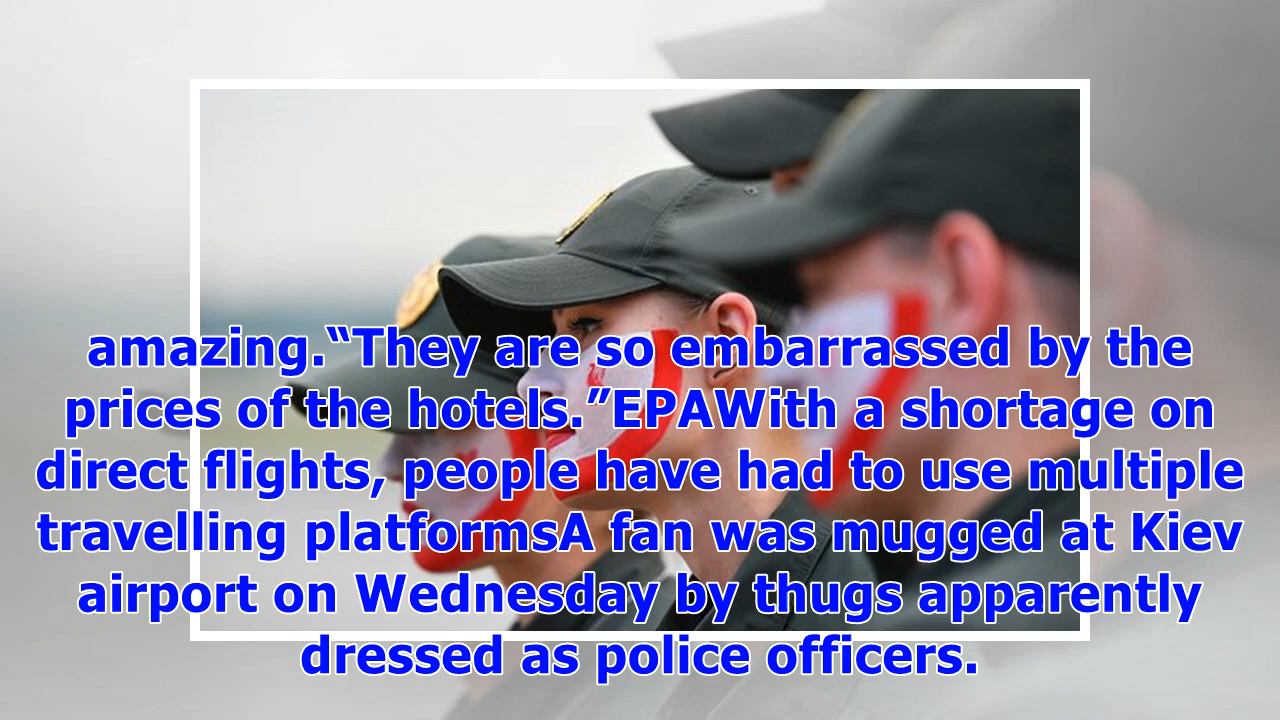 amazing.“They are so embarrassed by the
prices of the hotels.”EPAWith a shortage on
direct flights, people have had to use multiple
travelling platformsA fan was mugged at Kiev
airport on Wednesday by thugs apparently
dressed as police officers.